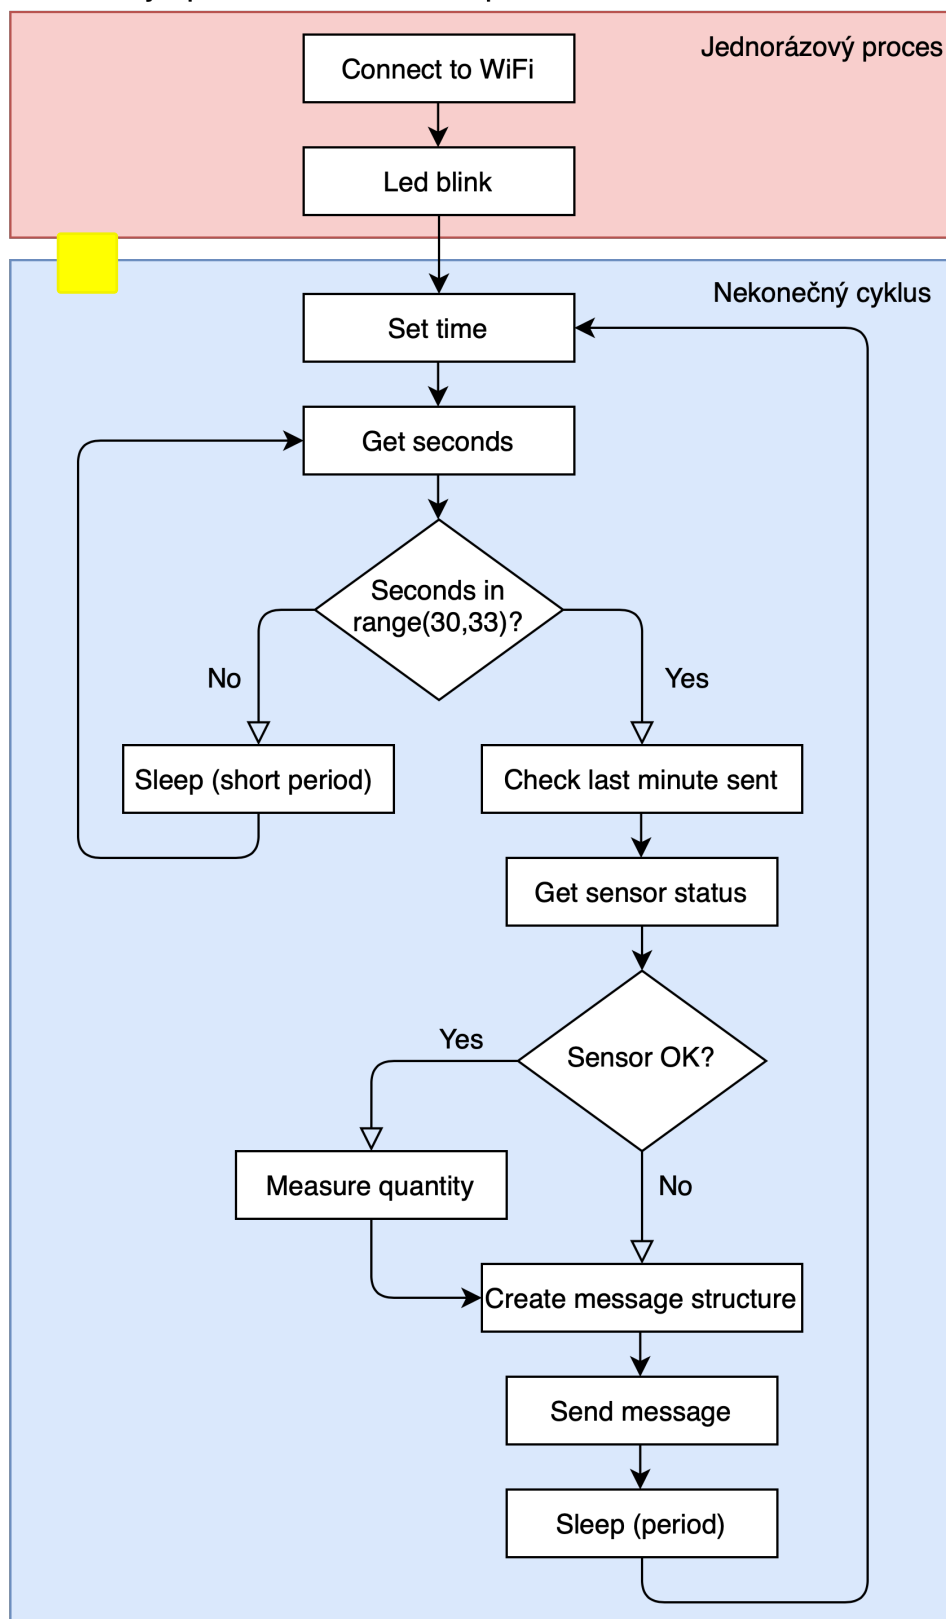 Jednorázový proces
Connect to WiFi
Led blink
Nekonečný cyklus
Set time
Get seconds
Seconds in
range(30,33)?
No
Yes
Sleep (short period)
Check last minute sent
Get sensor status
Yes
Sensor OK?
Measure quantity
No
Create message structure
Send message
Sleep (period)